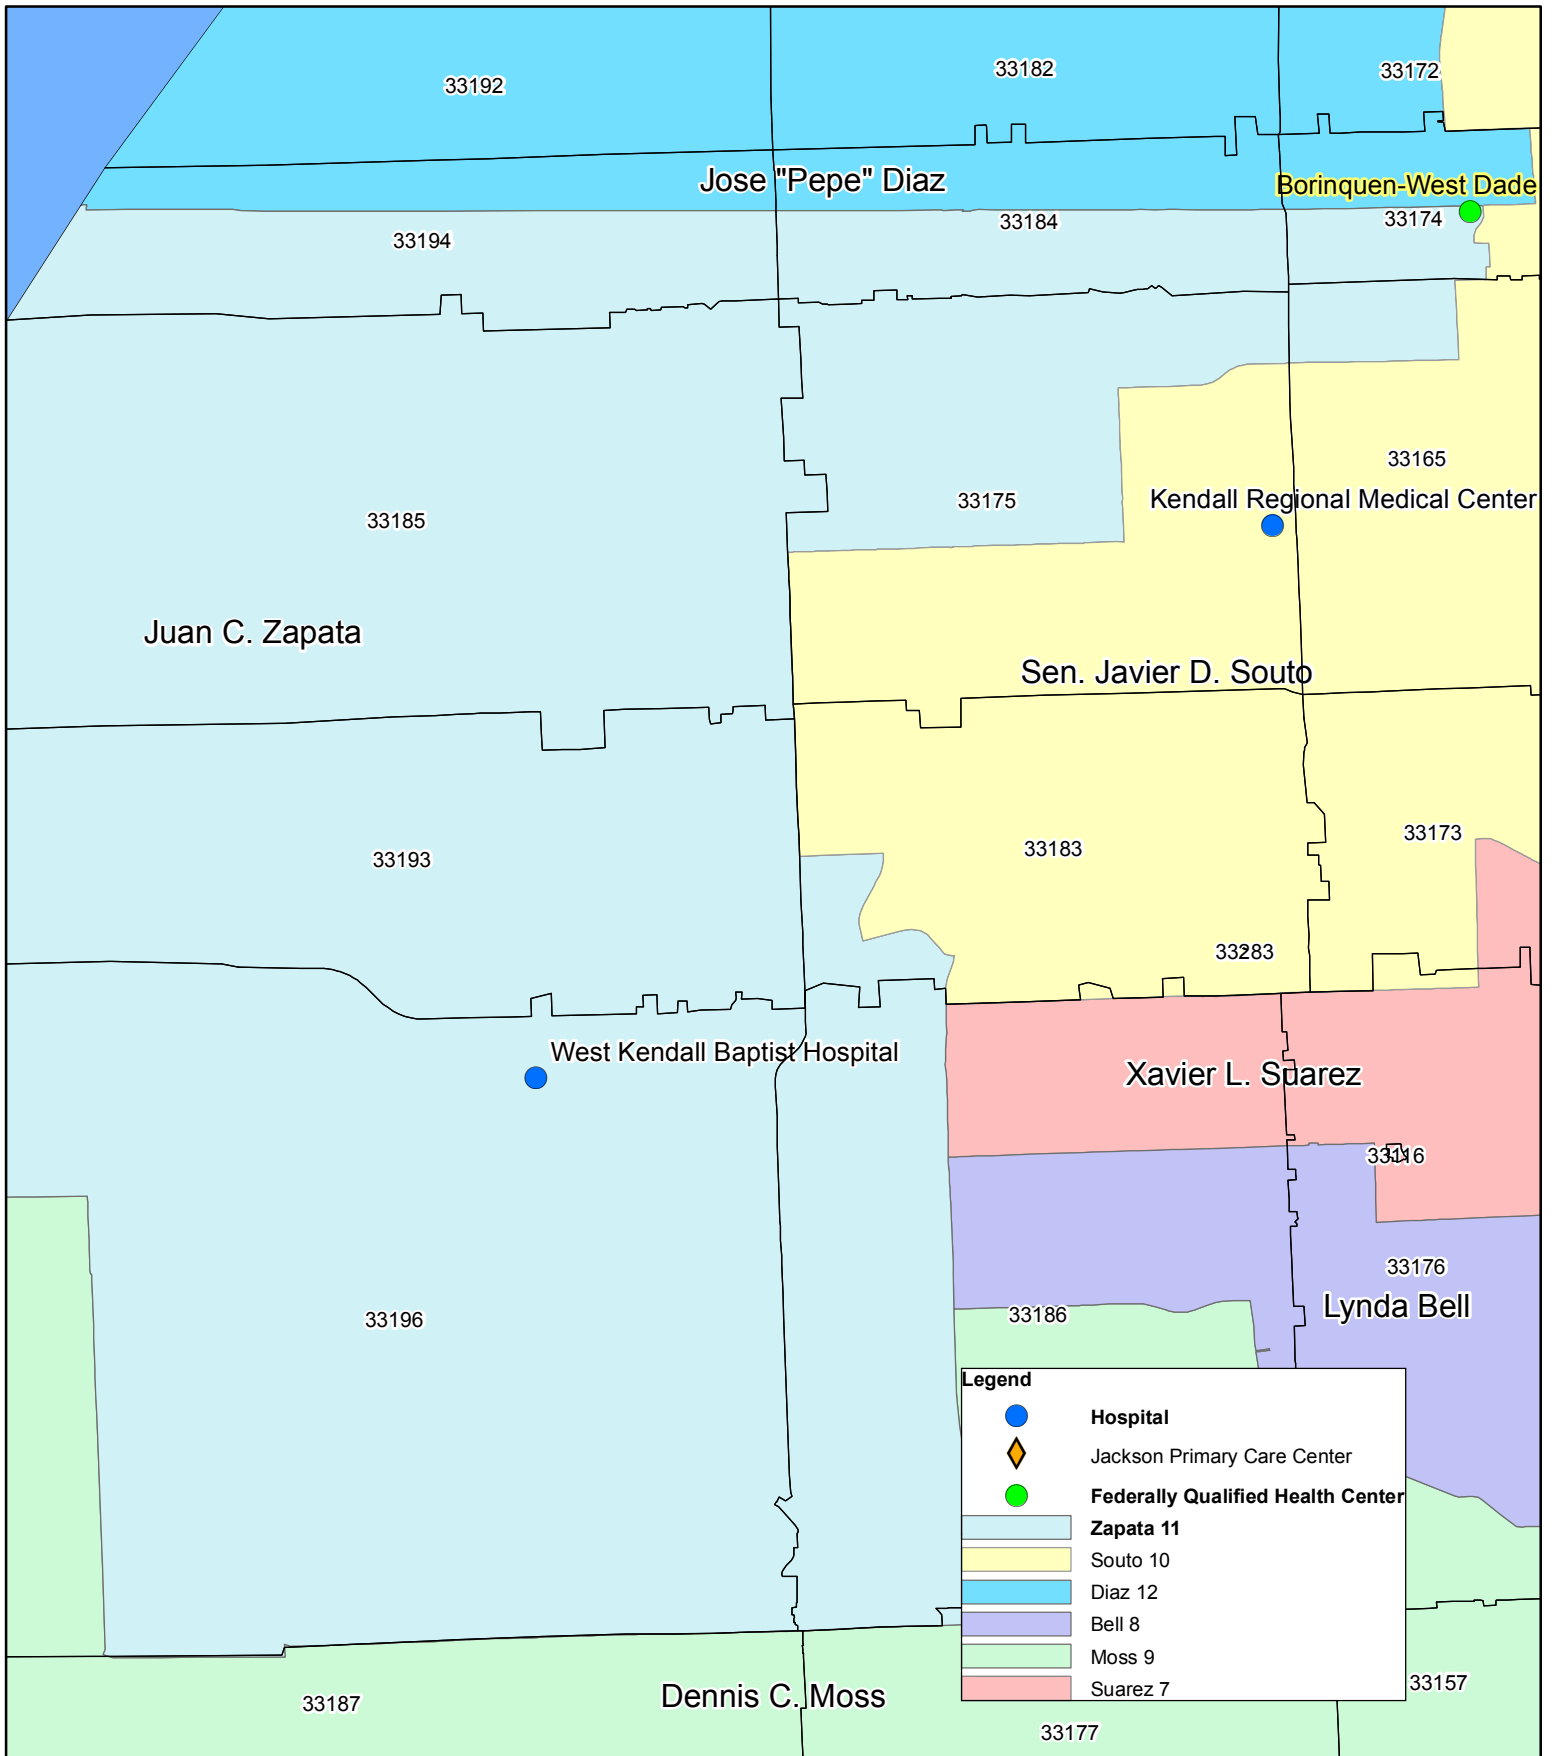 33192
33182
33172
Jose "Pepe" Diaz
Borinquen-West Dade
33194
33184
33174
33165
33175
Kendall Regional Medical Center
33185
Juan C. Zapata
Sen. Javier D. Souto
33193
33183
33173
33283
West Kendall Baptist Hospital
Xavier L. Suarez
33116
33176
33196
33186
Lynda Bell
Legend
Hospital
Jackson Primary Care Center
Federally Qualified Health Center
Zapata 11
Souto 10
Diaz 12
Bell 8
Moss 9
Suarez 7
33187
Dennis C. Moss
33157
33177